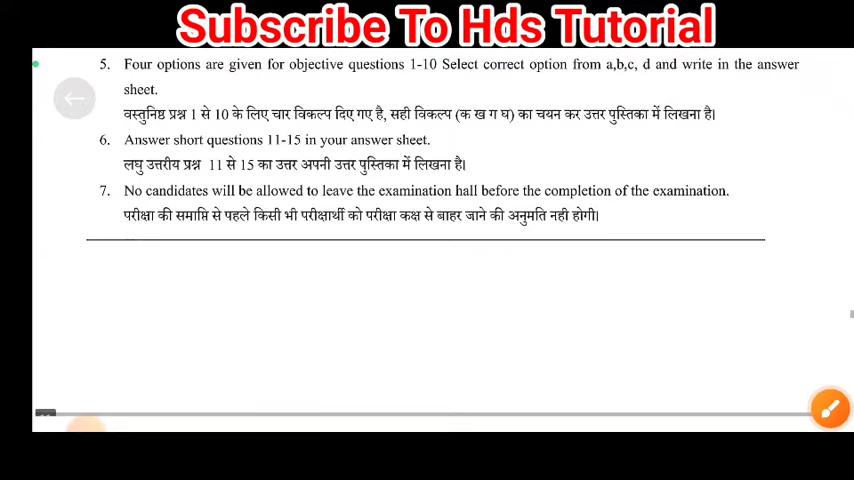 Subscribe To Hds Tutorial
5. Four options are given for objective questions 1-10 Select correct option from a,b,c, d and write in the answer
sheet.
वस्तुनिष्ठ प्रश्न 1 से 10 के लिए चार विकल्प दिए गए है, सही विकल्प (क ख ग घ) का चयन कर उत्तर पुस्तिका में लिखना है।
6. Answer short questions 11-15 in your answer sheet.
लघु उत्तरीय प्रश्न 11 से 15 का उत्तर अपनी उत्तर पुस्तिका में लिखना है।
7. No candidates will be allowed to leave the examination hall before the completion of the examination.
परीक्षा की समाप्ति से पहले किसी भी परीक्षार्थी को परीक्षा कक्ष से बाहर जाने की अनुमति नही होगी।